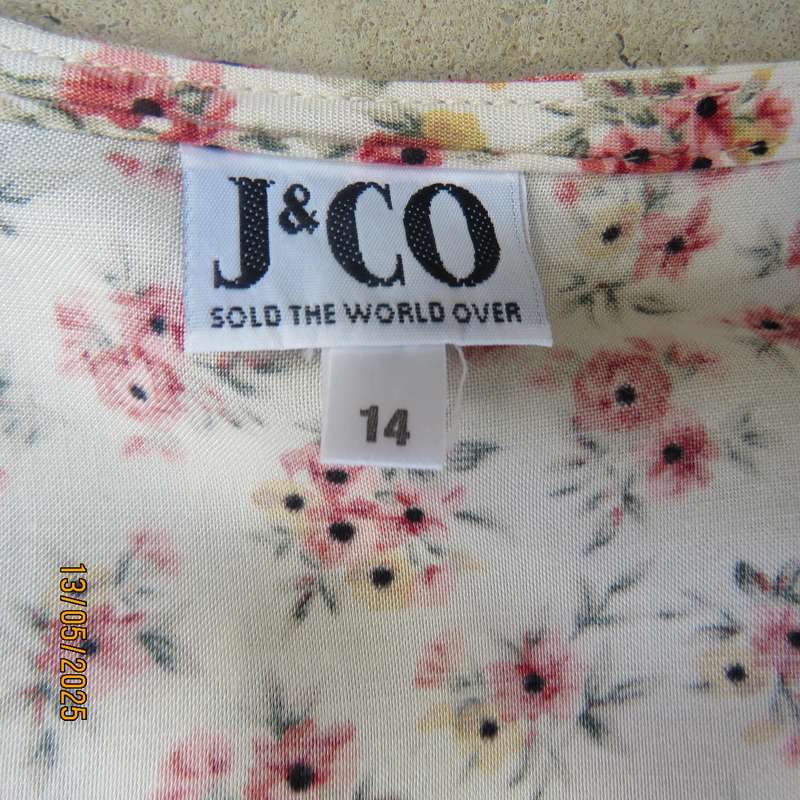 J&CO
SOLD THE WORLD OVER
14
13/05/2025